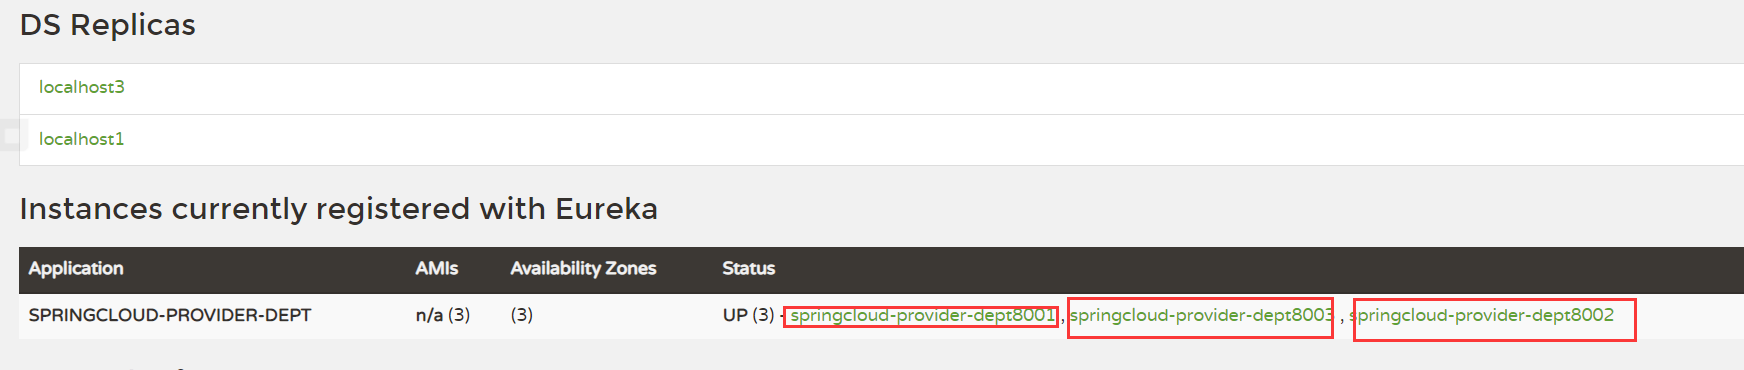 DS Replicas
localhost3
localhost1
Instances currently registered with Eureka
Application AMIs Availability Zones Status
SPRINGCLOUD-PROVIDER-DEPT n/a (3) (3) UP (3) - springcloud-provider-dept8001 , springcloud-provider-dept8003 , springcloud-provider-dept8002